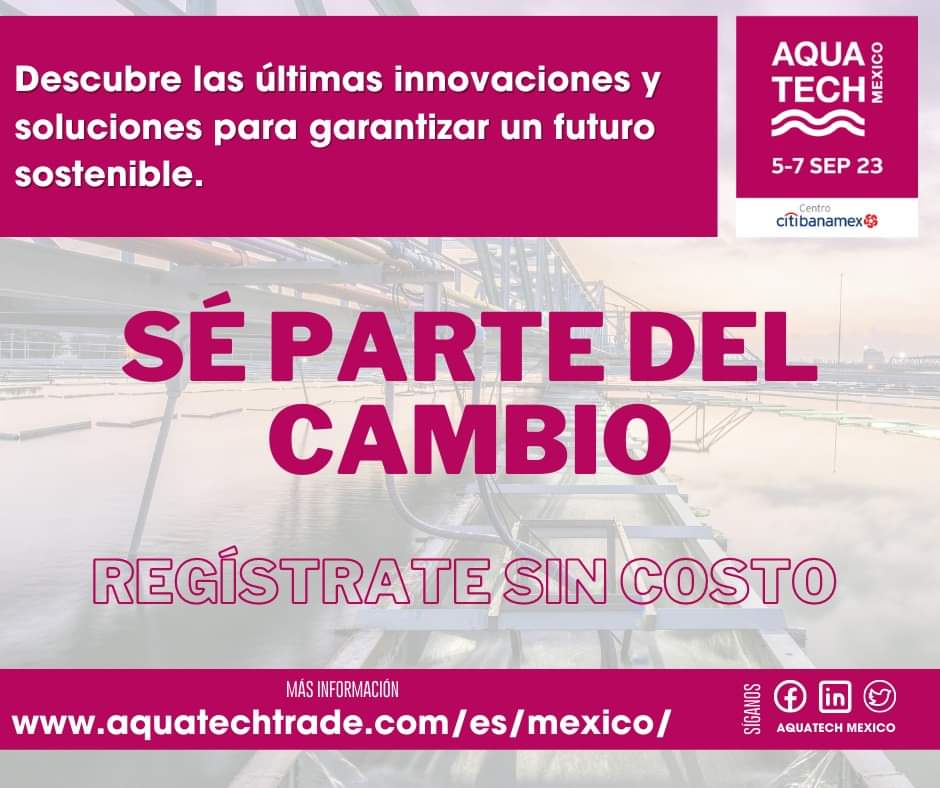 Descubre las últimas innovaciones y
soluciones para garantizar un futuro
sostenible.
AQUA
TECH
MEXICO
5-7 SEP 23
Centro
citibanamex
SÉ PARTE DEL
CAMBIO
REGÍSTRATE SIN COSTO
MÁS INFORMACIÓN
www.aquatechtrade.com/es/mexico/
SÍGANOS
AQUATECH MEXICO